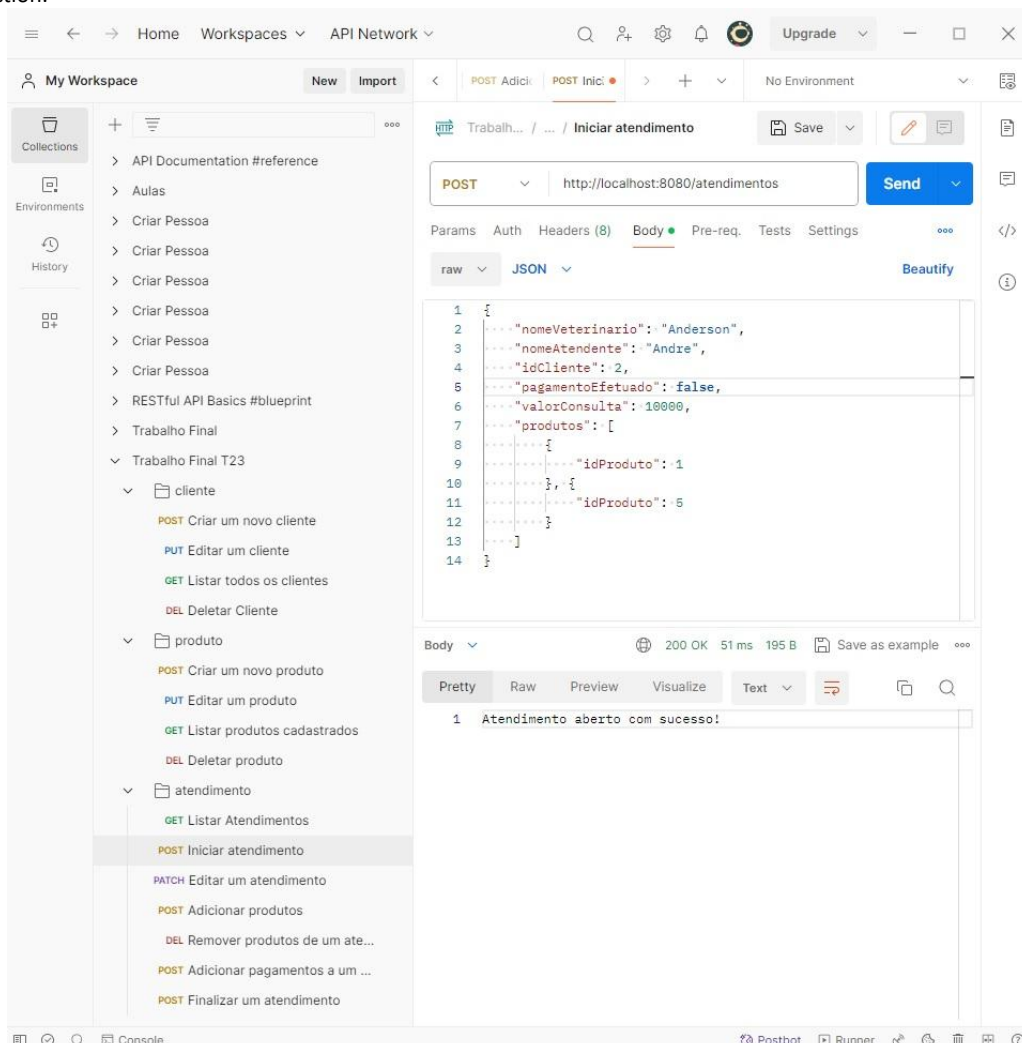 stion.
Home Workspaces API Network Upgrade
My Workspace New Import POST Adici POST Inic No Environment
Collections
Environments
History
API Documentation #reference
Aulas
Criar Pessoa
Criar Pessoa
Criar Pessoa
Criar Pessoa
Criar Pessoa
Criar Pessoa
RESTful API Basics #blueprint
Trabalho Final
Trabalho Final T23
cliente
POST Criar um novo cliente
PUT Editar um cliente
GET Listar todos os clientes
DEL Deletar Cliente
produto
POST Criar um novo produto
PUT Editar um produto
GET Listar produtos cadastrados
DEL Deletar produto
atendimento
GET Listar Atendimentos
POST Iniciar atendimento
PATCH Editar um atendimento
POST Adicionar produtos
DEL Remover produtos de um ate...
POST Adicionar pagamentos a um ...
POST Finalizar um atendimento
HTTP Trabalh... / ... / Iniciar atendimento Save
POST http://localhost:8080/atendimentos Send
Params Auth Headers (8) Body Pre-req. Tests Settings
raw JSON Beautify
1 {
2 "nomeVeterinario": "Anderson",
3 "nomeAtendente": "Andre",
4 "idCliente": 2,
5 "pagamentoEfetuado": false,
6 "valorConsulta": 10000,
7 "produtos": [
8 {
9 "idProduto": 1
10 }, {
11 "idProduto": 5
12 }
13 ]
14 }
Body 200 OK 51 ms 195 B Save as example
Pretty Raw Preview Visualize Text
1 Atendimento aberto com sucesso!
Console Postbot Runner